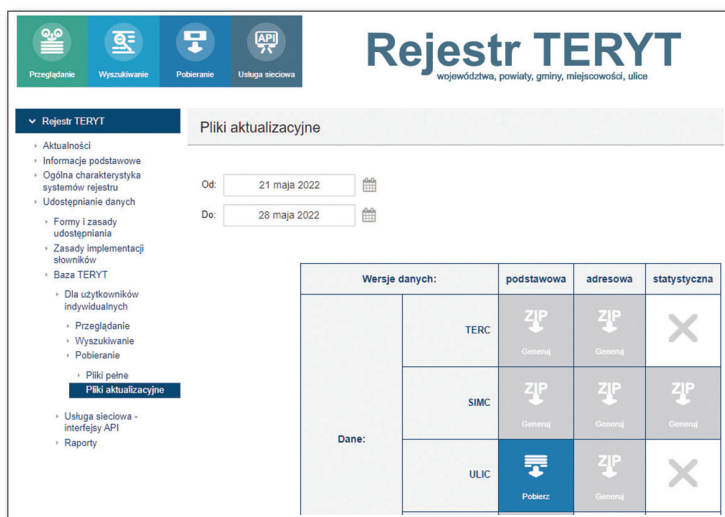 Przeglądanie
Wyszukiwanie
Pobieranie
API
Usługa sieciowa
Rejestr TERYT
województwa, powiaty, gminy, miejscowości, ulice
Rejestr TERYT
Aktualności
Informacje podstawowe
Ogólna charakterystyka
systemów rejestru
Udostępnianie danych
Formy i zasady
udostępniania
Zasady implementacji
słowników
Baza TERYT
Dla użytkowników
indywidualnych
Przeglądanie
Wyszukiwanie
Pobieranie
Pliki pełne
Pliki aktualizacyjne
Usługa sieciowa -
interfejsy API
Raporty
Pliki aktualizacyjne
Od: 21 maja 2022
Do: 28 maja 2022
Wersje danych: podstawowa adresowa statystyczna
Dane:
TERC
ZIP ZIP
Generuj Generuj
SIMC
ZIP ZIP ZIP
Generuj Generuj Generuj
ULIC
ZIP
Pobierz Generuj